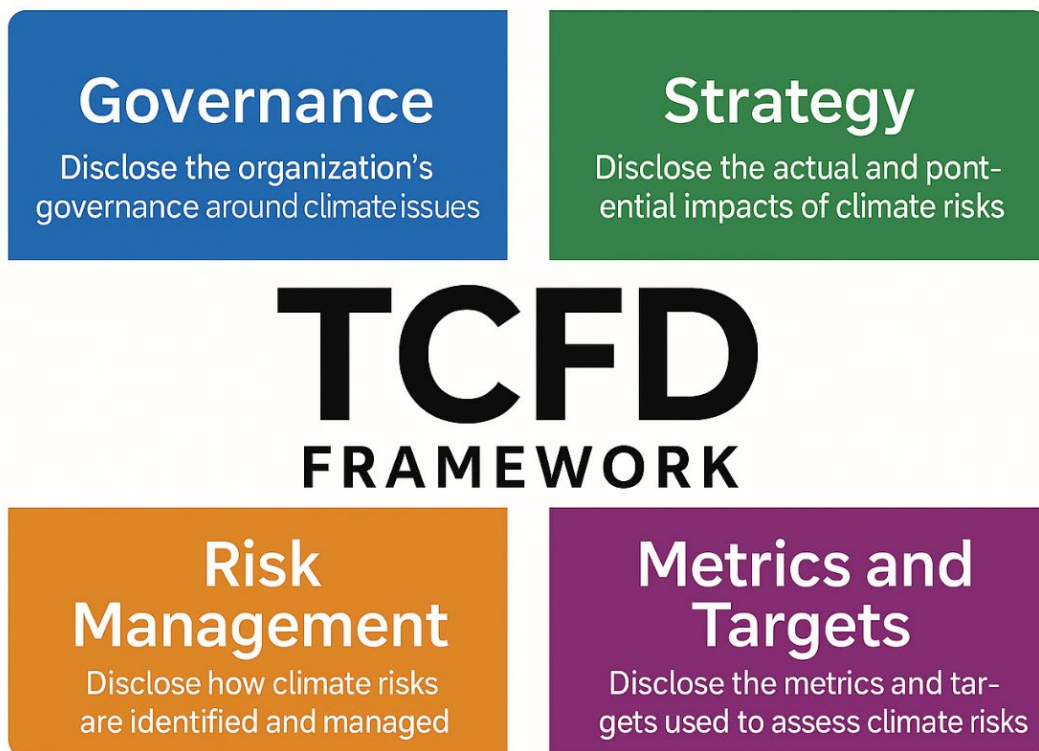 Governance
Disclose the organization's
governance around climate issues
Strategy
Disclose the actual and pont-
ential impacts of climate risks
TCFD
FRAMEWORK
Risk
Management
Disclose how climate risks
are identified and managed
Metrics and
Targets
Disclose the metrics and tar-
gets used to assess climate risks